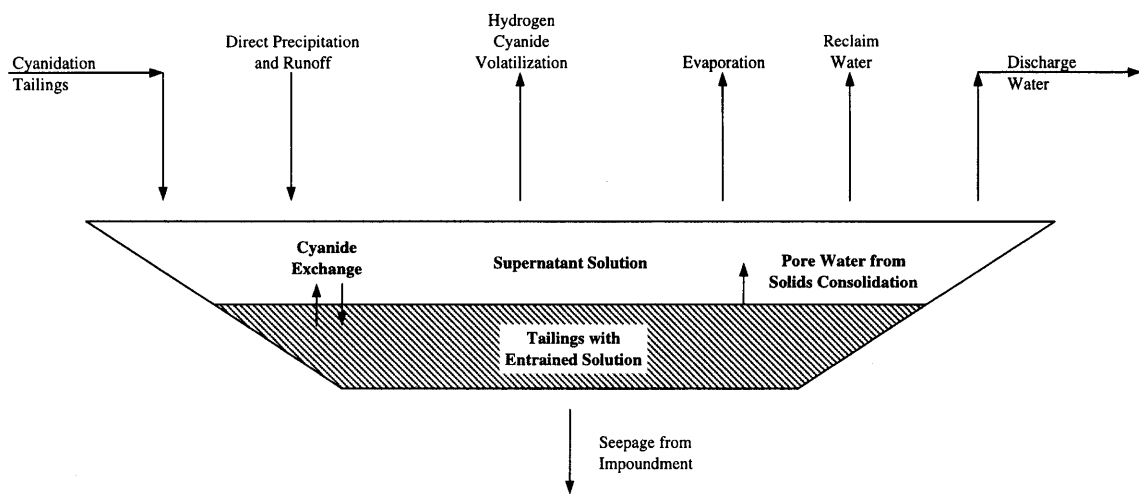 Cyanidation
Tailings
Direct Precipitation
and Runoff
Hydrogen
Cyanide
Volatilization
Evaporation
Reclaim
Water
Discharge
Water
Cyanide
Exchange
Supernatant Solution
Pore Water from
Solids Consolidation
Tailings with
Entrained Solution
Seepage from
Impoundment